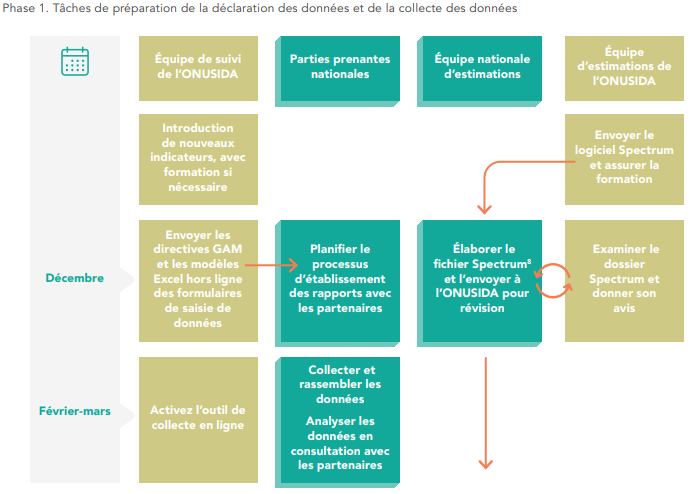 Phase 1. Tâches de préparation de la déclaration des données et de la collecte des données
Équipe de suivi
de l’ONUSIDA
Parties prenantes
nationales
Équipe nationale
d’estimations
Équipe
d’estimations de
l’ONUSIDA
Introduction
de nouveaux
indicateurs, avec
formation si
nécessaire
Envoyer le
logiciel Spectrum
et assurer la
formation
Décembre
Envoyer les
directives GAM
et les modèles
Excel hors ligne
des formulaires
de saisie de
données
Planifier le
processus
d’établissement
des rapports avec
les partenaires
Élaborer le
fichier Spectrum⁸
et l’envoyer à
l’ONUSIDA pour
révision
Examiner le
dossier
Spectrum et
donner son
avis
Février-mars
Activez l’outil de
collecte en ligne
Collecter et
rassembler les
données
Analyser les
données en
consultation avec
les partenaires